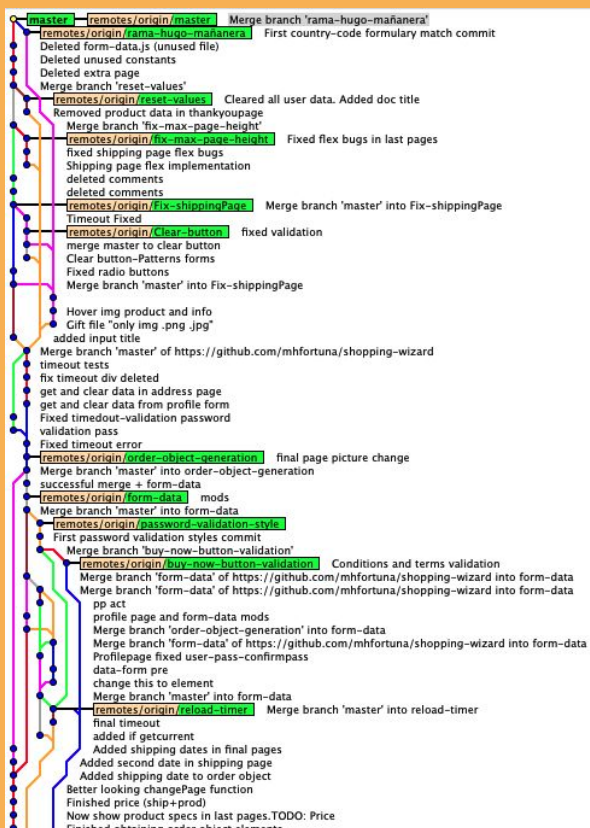 master remotes/origin/master Merge branch 'rama-hugo-mañanera'
remotes/origin/rama-hugo-mañanera First country-code formulary match commit
Deleted form-data.js (unused file)
Deleted unused constants
Deleted extra page
Merge branch 'reset-values'
remotes/origin/reset-values Cleared all user data. Added doc title
Removed product data in thankyoupage
Merge branch 'fix-max-page-height'
remotes/origin/fix-max-page-height Fixed flex bugs in last pages
fixed shipping page flex bugs
Shipping page flex implementation
deleted comments
deleted comments
remotes/origin/Fix-shippingPage Merge branch 'master' into Fix-shippingPage
Timeout Fixed
remotes/origin/Clear-button fixed validation
merge master to clear button
Clear button-Patterns forms
Fixed radio buttons
Merge branch 'master' into Fix-shippingPage
Hover img product and info
Gift file "only img .png .jpg"
added input title
Merge branch 'master' of https://github.com/mhfortuna/shopping-wizard
timeout tests
fix timeout div deleted
get and clear data in address page
get and clear data from profile form
Fixed timedout-validation password
validation pass
Fixed timeout error
remotes/origin/order-object-generation final page picture change
Merge branch 'master' into order-object-generation
successful merge + form-data
remotes/origin/form-data mods
Merge branch 'master' into form-data
remotes/origin/password-validation-style
First password validation styles commit
Merge branch 'buy-now-button-validation'
remotes/origin/buy-now-button-validation Conditions and terms validation
Merge branch 'form-data' of https://github.com/mhfortuna/shopping-wizard into form-data
Merge branch 'form-data' of https://github.com/mhfortuna/shopping-wizard into form-data
pp act
profile page and form-data mods
Merge branch 'order-object-generation' into form-data
Merge branch 'form-data' of https://github.com/mhfortuna/shopping-wizard into form-data
Profilepage fixed user-pass-confirmpass
data-form pre
change this to element
Merge branch 'master' into form-data
remotes/origin/reload-timer Merge branch 'master' into reload-timer
final timeout
added if getcurrent
Added shipping dates in final pages
Added second date in shipping page
Added shipping date to order object
Better looking changePage function
Finished price (ship+prod)
Now show product specs in last pages.TODO: Price
Finished obtaining order object elements